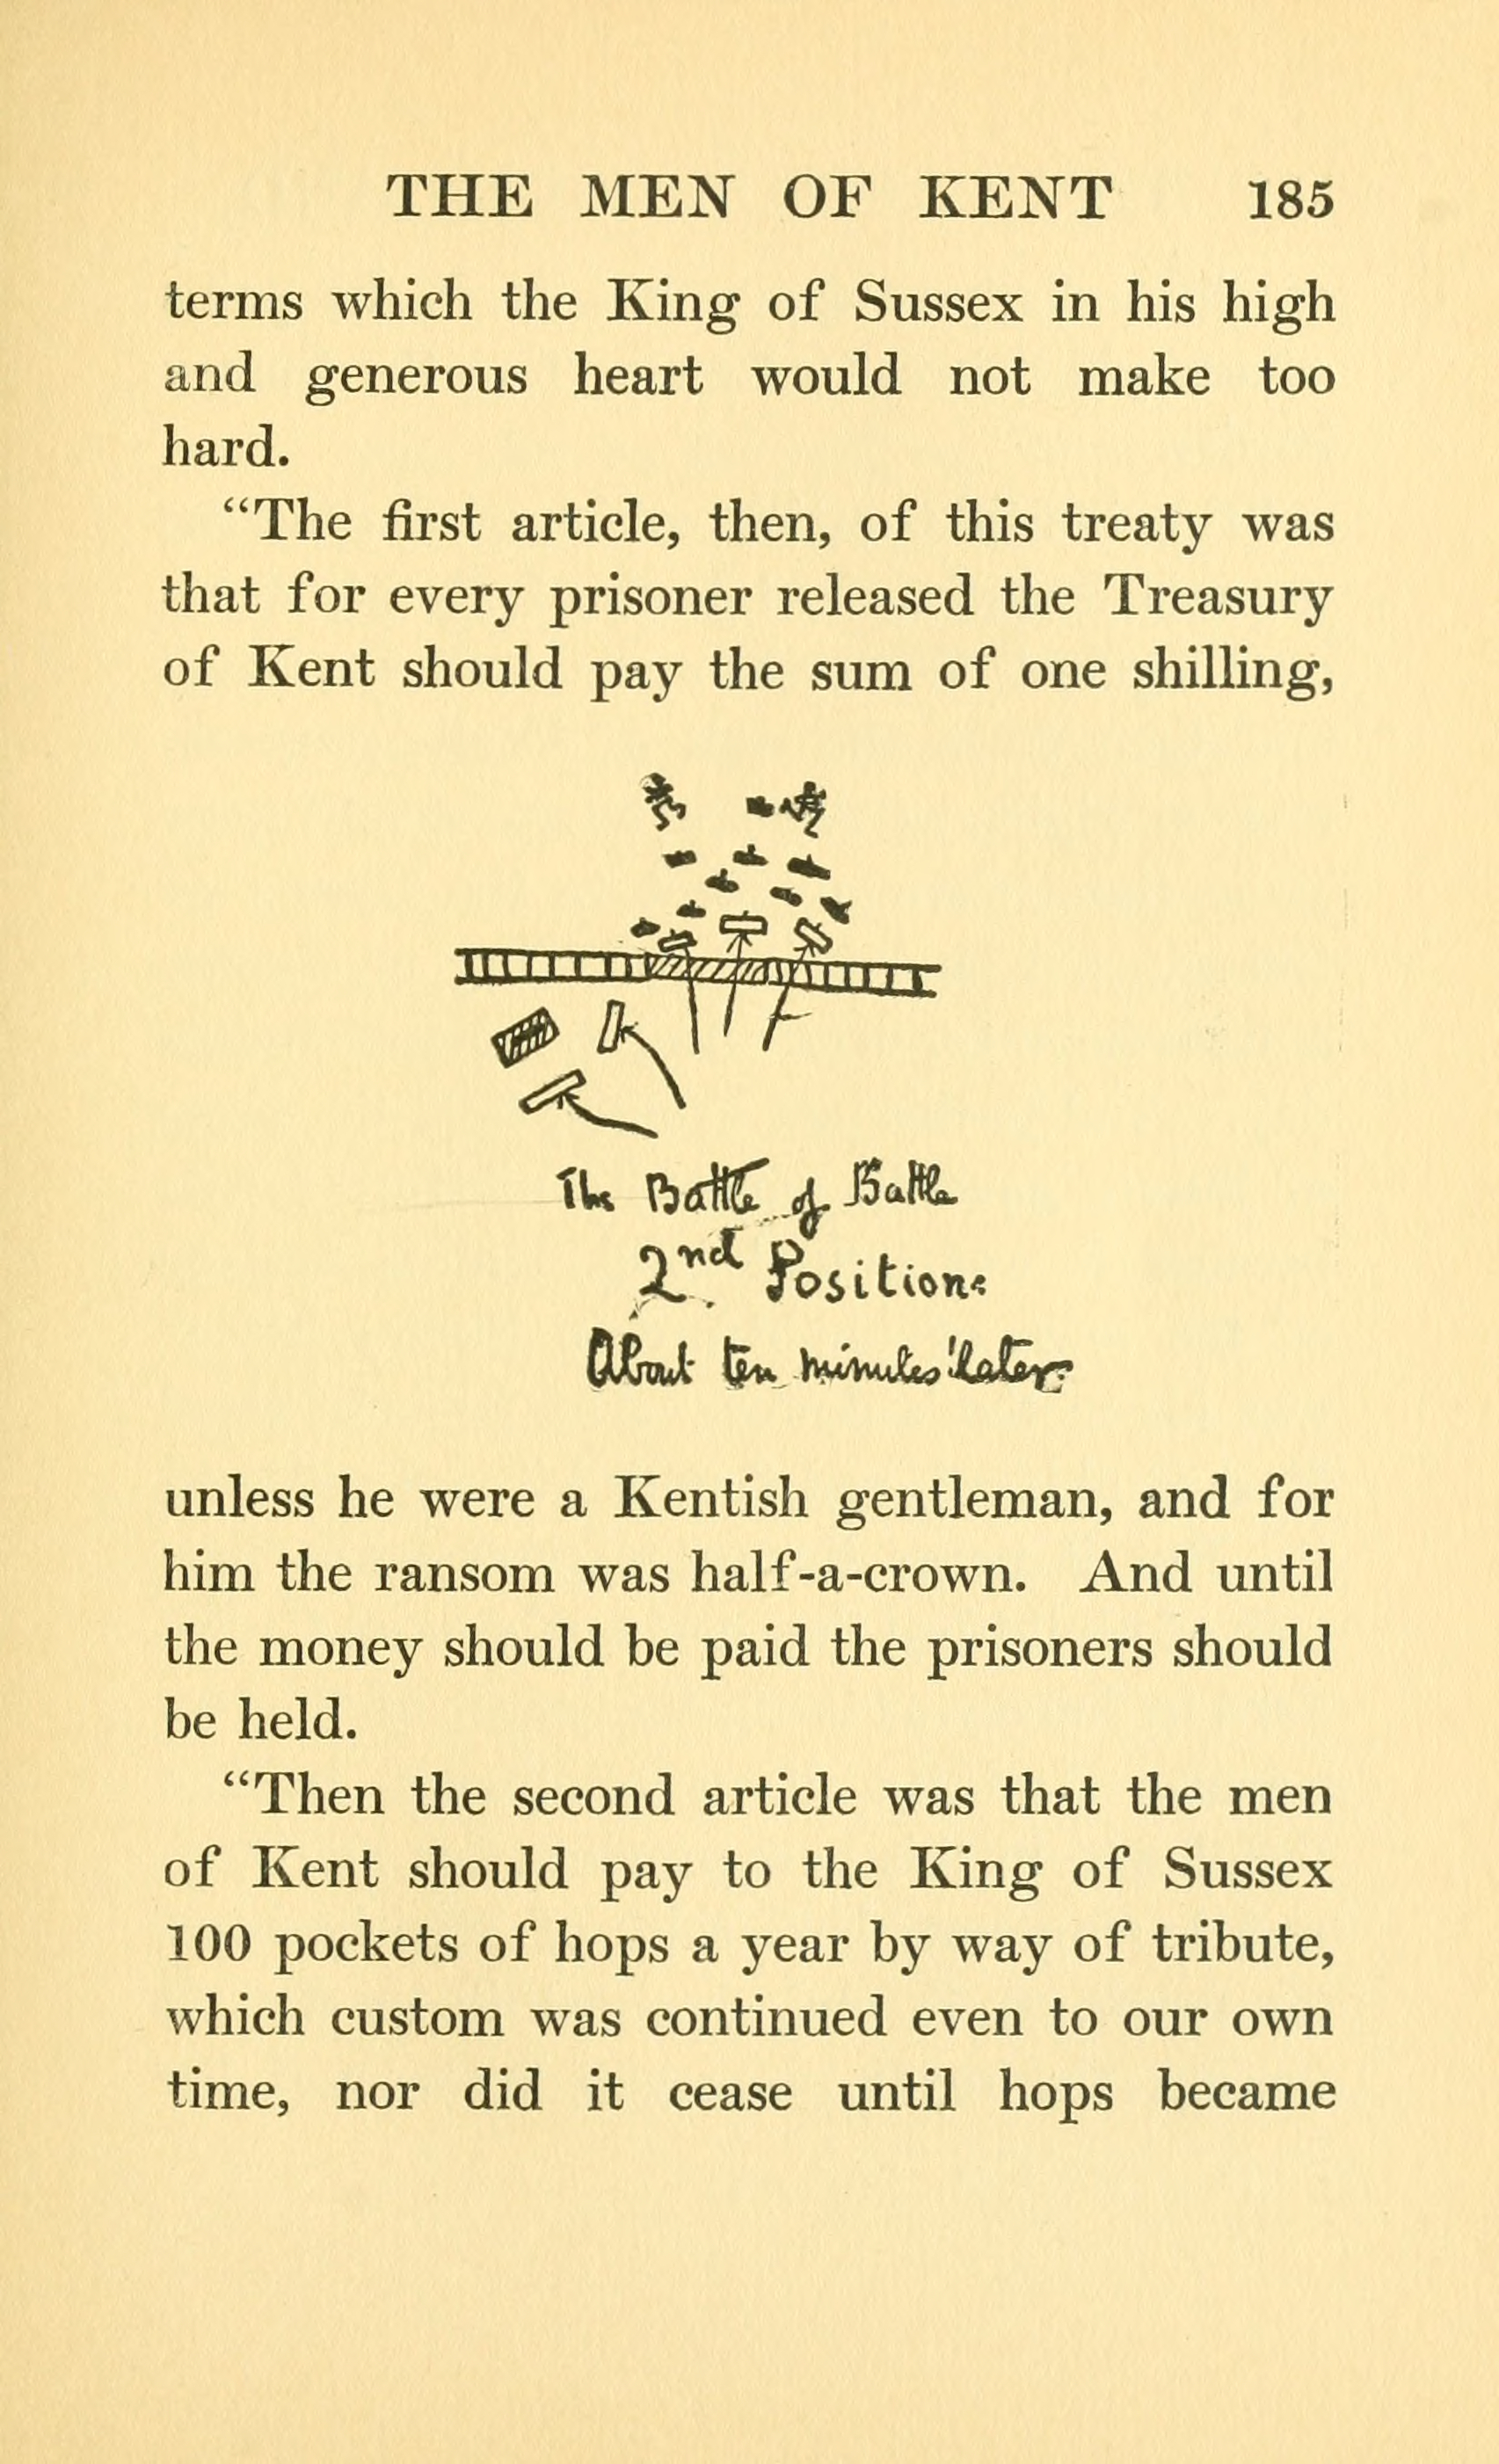 THE MEN OF KENT 185
terms which the King of Sussex in his high
and generous heart would not make too
hard.
“The first article, then, of this treaty was
that for every prisoner released the Treasury
of Kent should pay the sum of one shilling,
The Battle of Battle
2nd Position:
About ten minutes' later.
unless he were a Kentish gentleman, and for
him the ransom was half-a-crown. And until
the money should be paid the prisoners should
be held.
“Then the second article was that the men
of Kent should pay to the King of Sussex
100 pockets of hops a year by way of tribute,
which custom was continued even to our own
time, nor did it cease until hops became